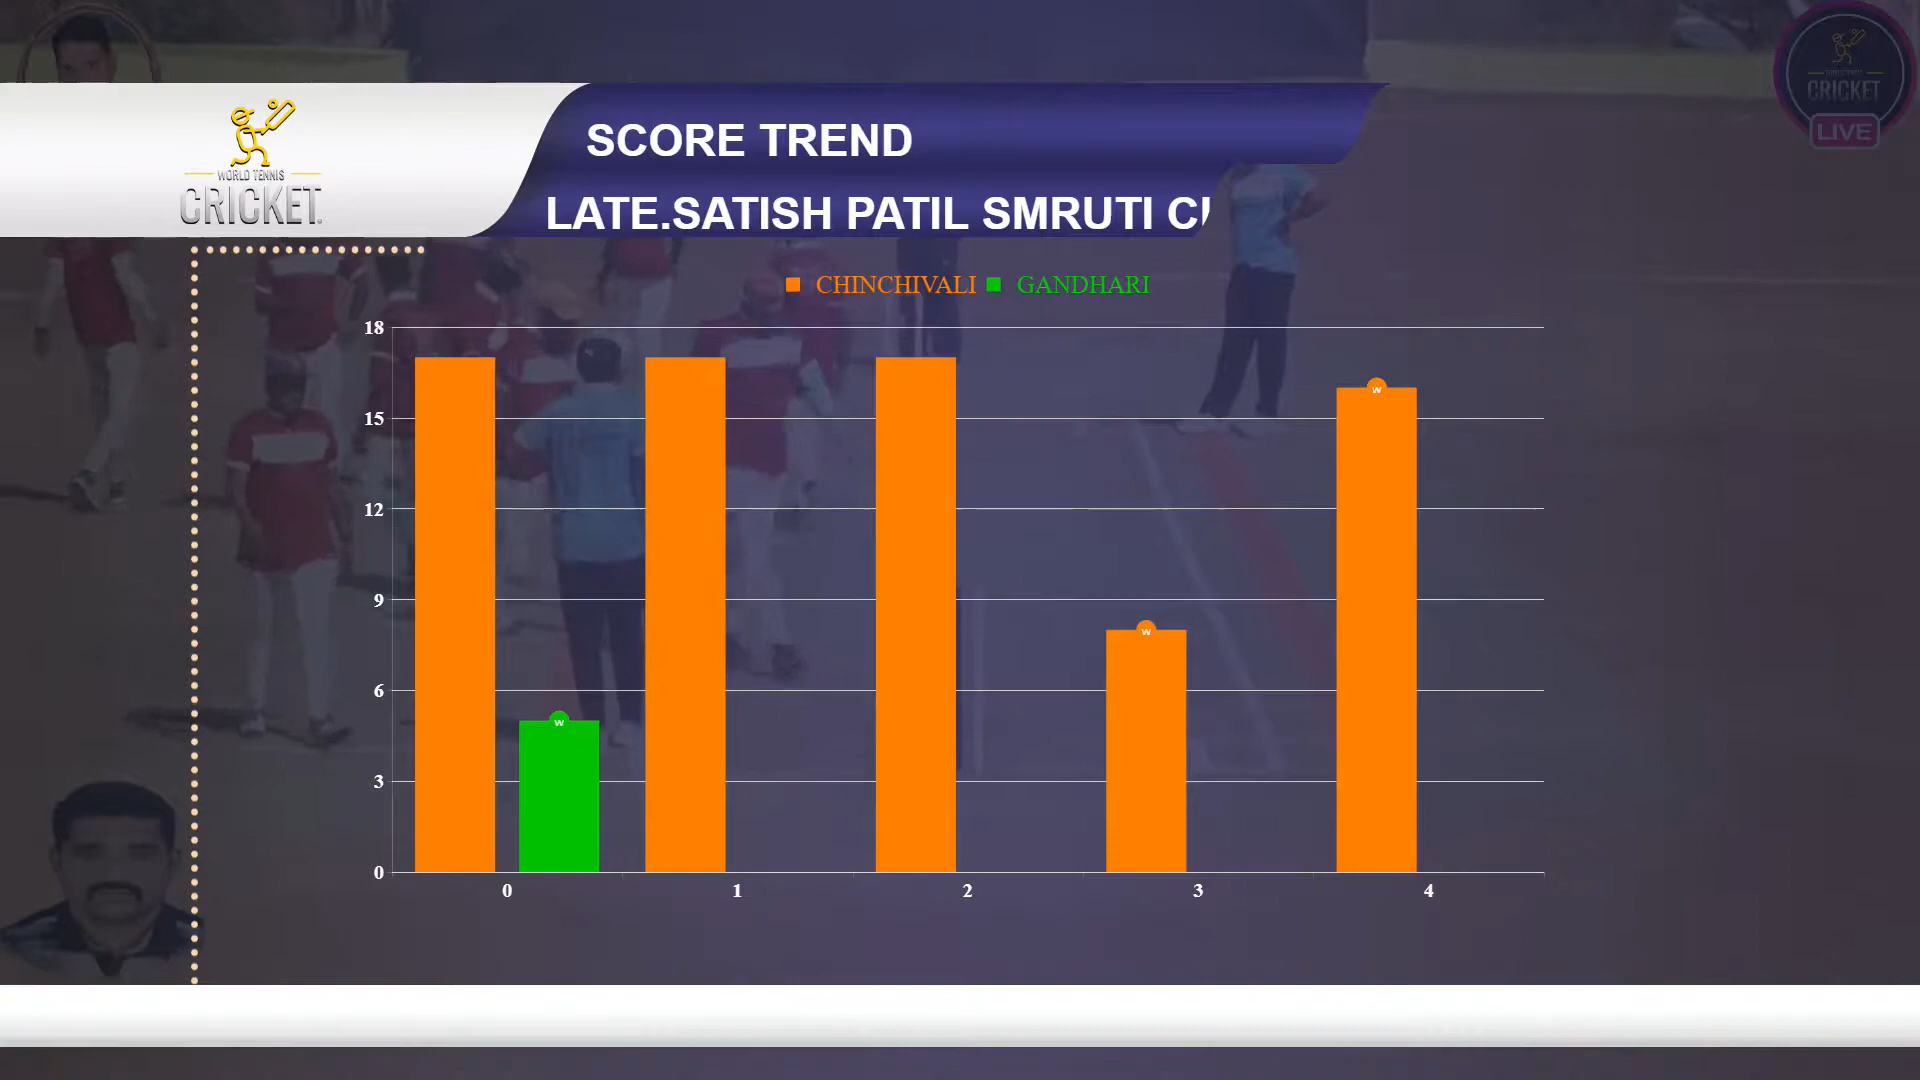 CRICKET
LIVE
WORLD TENNIS
CRICKET
SCORE TREND
LATE.SATISH PATIL SMRUTI
CHINCHIVALI GANDHARI
18
15
12
9
6
3
0
W
W
W
0 1 2 3 4